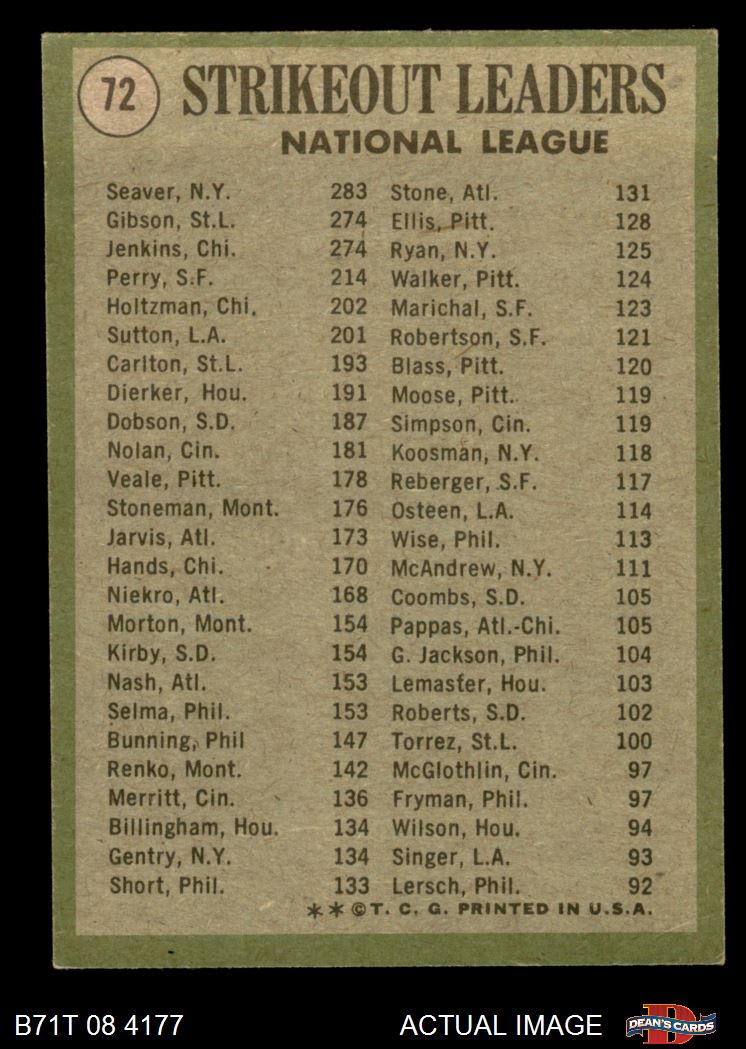 72 STRIKEOUT LEADERS
NATIONAL LEAGUE
Seaver, N.Y. 283
Gibson, St.L. 274
Jenkins, Chi. 274
Perry, S.F. 214
Holtzman, Chi. 202
Sutton, L.A. 201
Carlton, St.L. 193
Dierker, Hou. 191
Dobson, S.D. 187
Nolan, Cin. 181
Veale, Pitt. 178
Stoneman, Mont. 176
Jarvis, Atl. 173
Hands, Chi. 170
Niekro, Atl. 168
Morton, Mont. 154
Kirby, S.D. 154
Nash, Atl. 153
Selma, Phil. 153
Bunning, Phil 147
Renko, Mont. 142
Merritt, Cin. 136
Billingham, Hou. 134
Gentry, N.Y. 134
Short, Phil. 133
Stone, Atl. 131
Ellis, Pitt. 128
Ryan, N.Y. 125
Walker, Pitt. 124
Marichal, S.F. 123
Robertson, S.F. 121
Blass, Pitt. 120
Moose, Pitt. 119
Simpson, Cin. 119
Koosman, N.Y. 118
Reberger, S.F. 117
Osteen, L.A. 114
Wise, Phil. 113
McAndrew, N.Y. 111
Coombs, S.D. 105
Pappas, Atl.-Chi. 105
G. Jackson, Phil. 104
Lemaster, Hou. 103
Roberts, S.D. 102
Torrez, St.L. 100
McGlothlin, Cin. 97
Fryman, Phil. 97
Wilson, Hou. 94
Singer, L.A. 93
Lersch, Phil. 92
**©T. C. G. PRINTED IN U.S.A.
B71T 08 4177 ACTUAL IMAGE DEAN'S CARDS